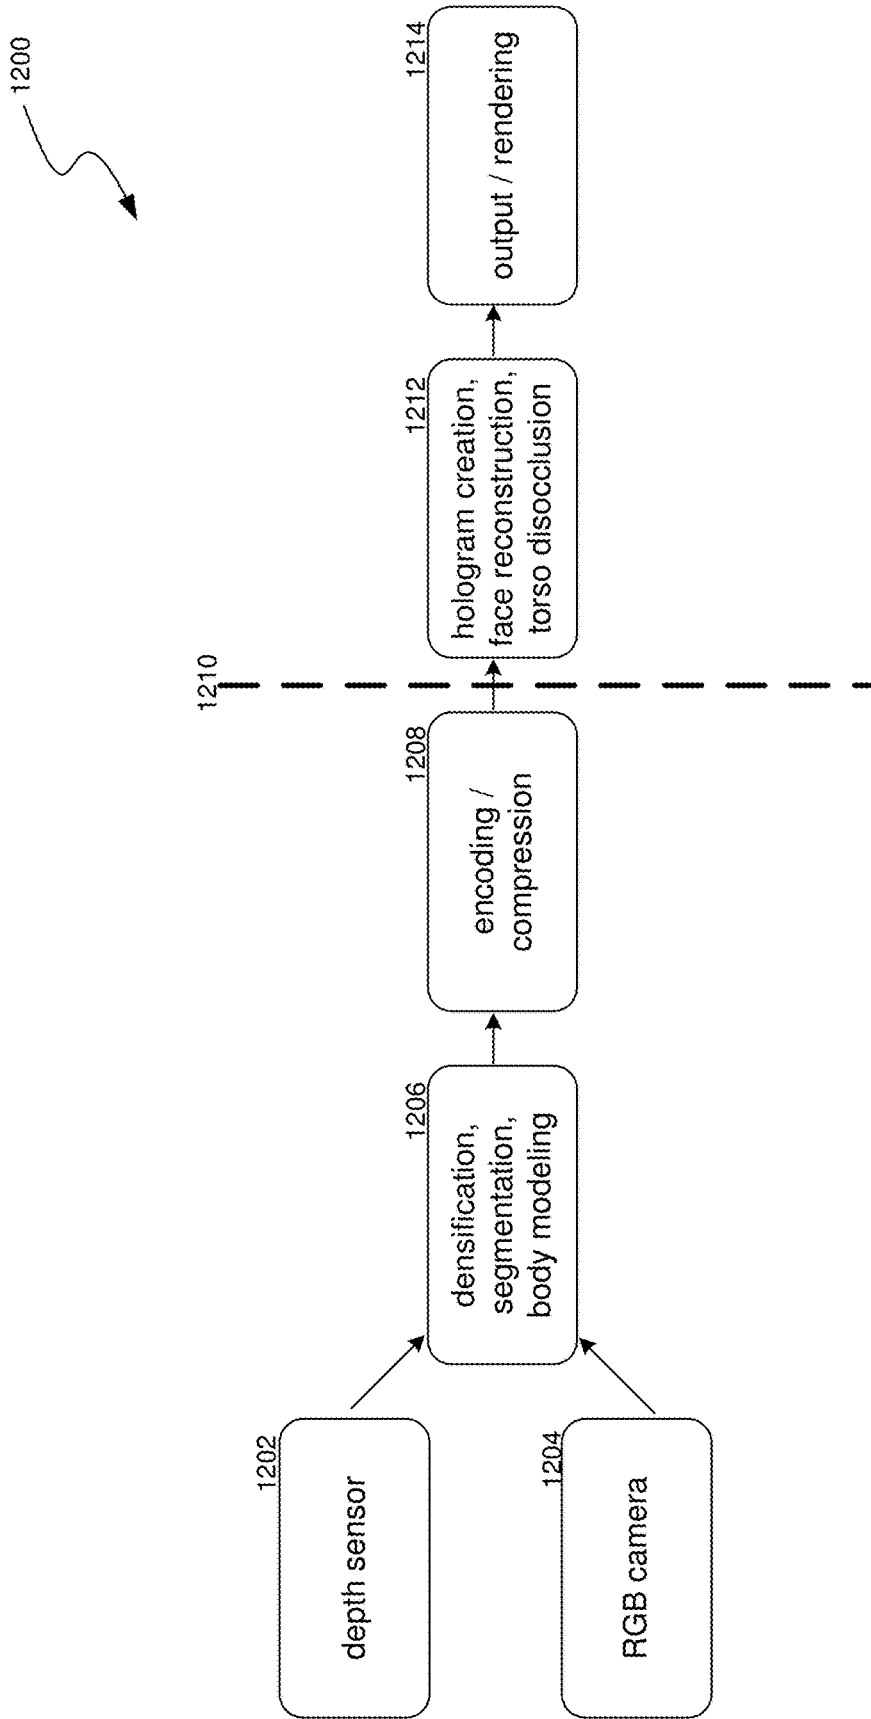 1200
1202
depth sensor
1204
RGB camera
1206
densification,
segmentation,
body modeling
1208
encoding /
compression
1210
1212
hologram creation,
face reconstruction,
torso disocclusion
1214
output / rendering